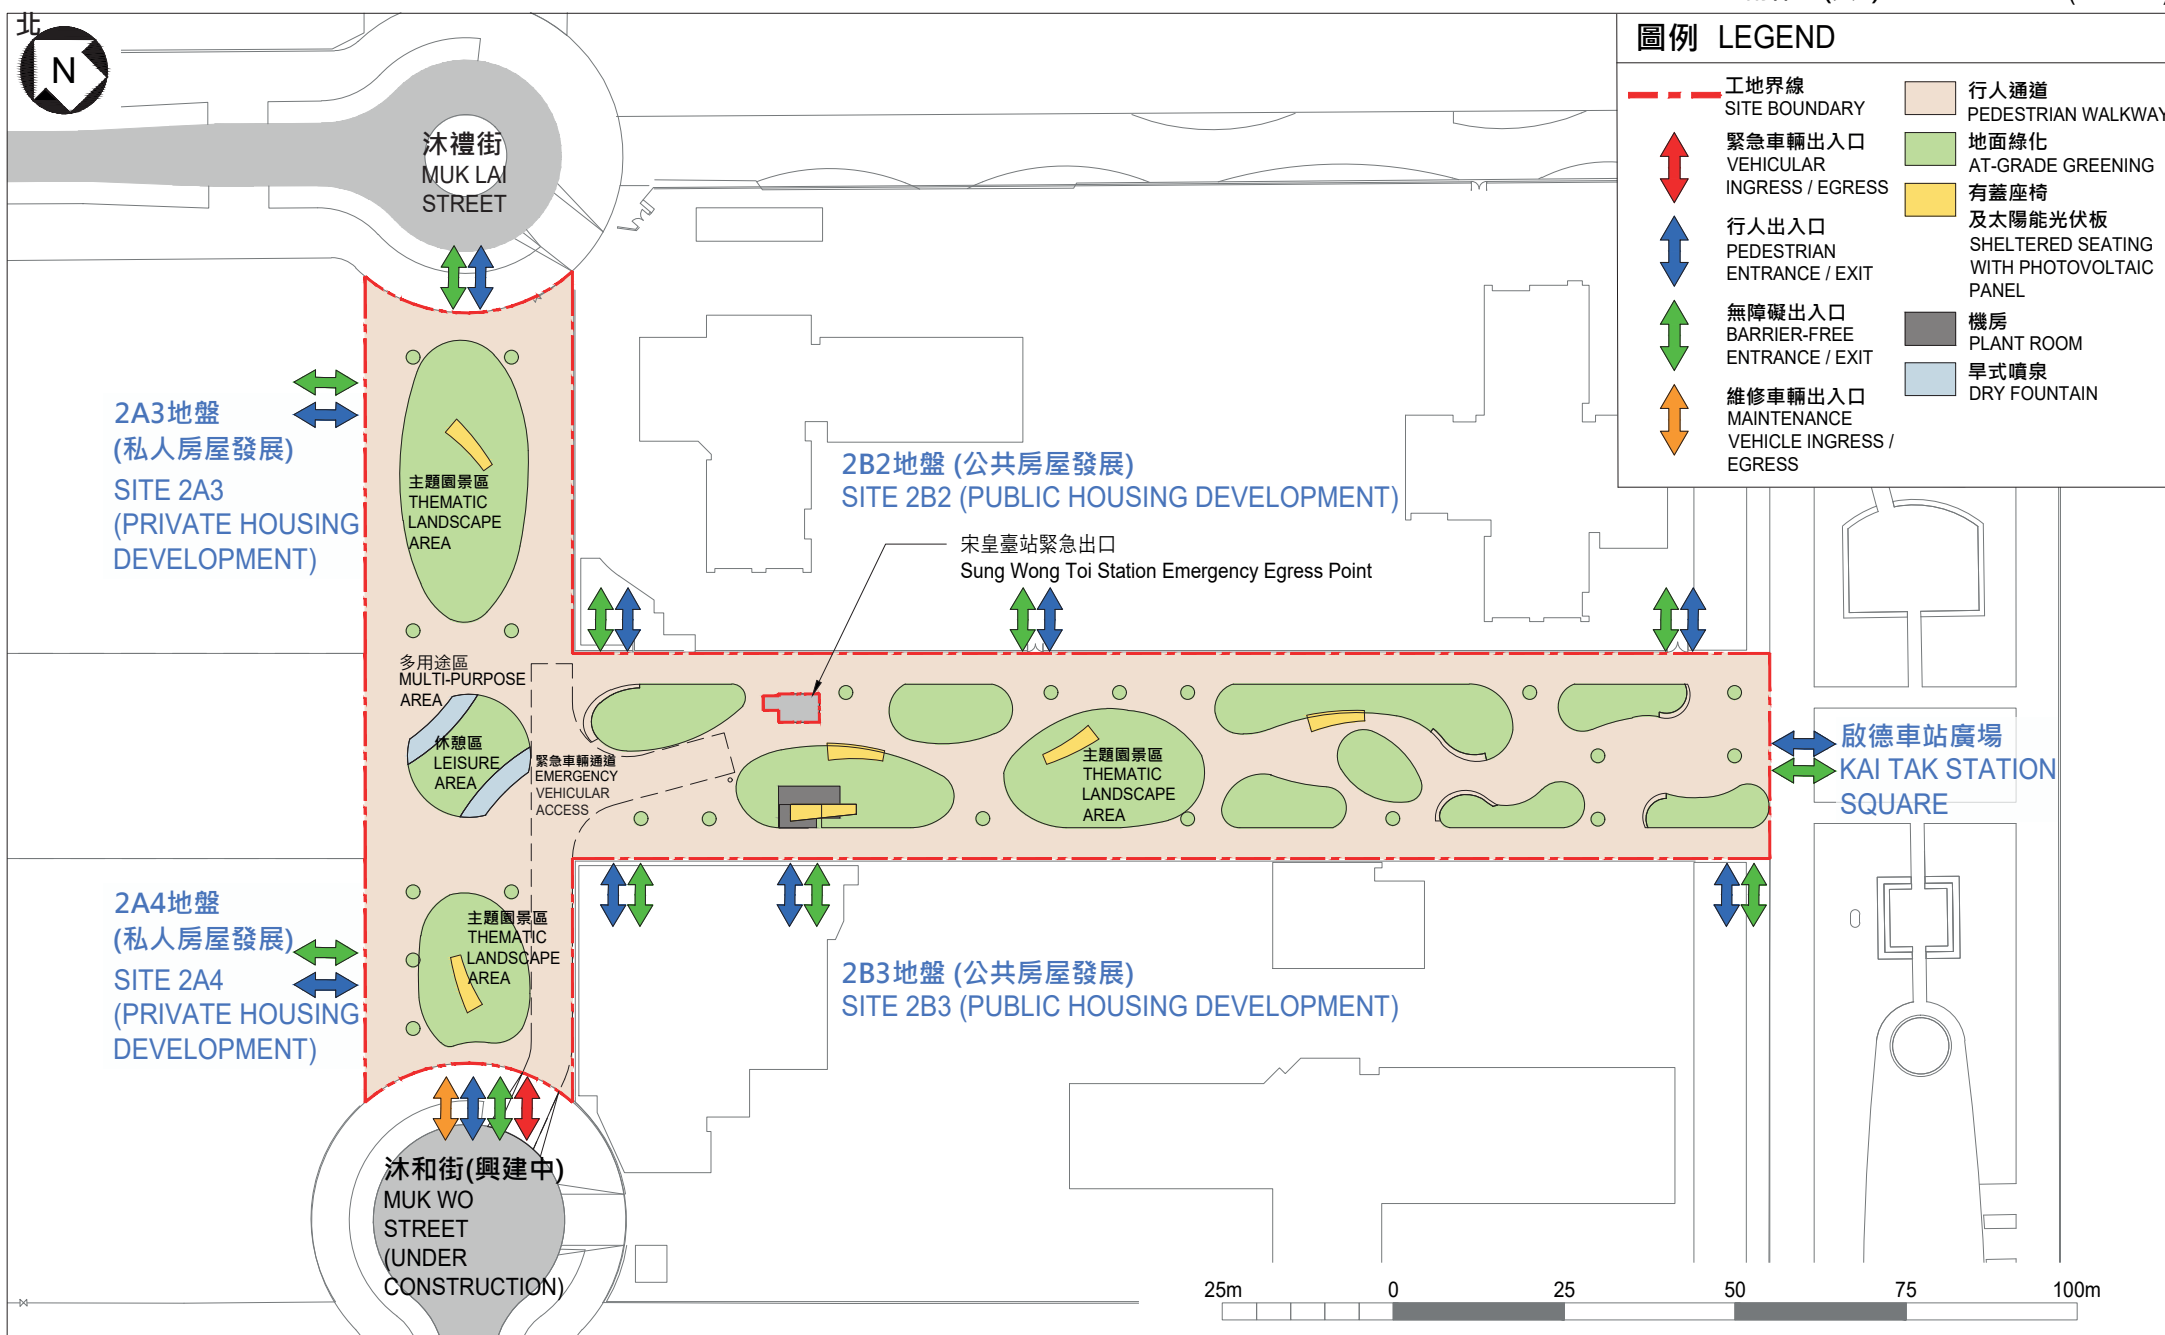 北
N
圖例 LEGEND
工地界線
SITE BOUNDARY
緊急車輛出入口
VEHICULAR
INGRESS / EGRESS
行人出入口
PEDESTRIAN
ENTRANCE / EXIT
無障礙出入口
BARRIER-FREE
ENTRANCE / EXIT
維修車輛出入口
MAINTENANCE
VEHICLE INGRESS /
EGRESS
行人通道
PEDESTRIAN WALKWAY
地面綠化
AT-GRADE GREENING
有蓋座椅
及太陽能光伏板
SHELTERED SEATING
WITH PHOTOVOLTAIC
PANEL
機房
PLANT ROOM
旱式噴泉
DRY FOUNTAIN
沐禮街
MUK LAI
STREET
2A3地盤
(私人房屋發展)
SITE 2A3
(PRIVATE HOUSING
DEVELOPMENT)
主題園景區
THEMATIC
LANDSCAPE
AREA
2B2地盤 (公共房屋發展)
SITE 2B2 (PUBLIC HOUSING DEVELOPMENT)
宋皇臺站緊急出口
Sung Wong Toi Station Emergency Egress Point
多用途區
MULTI-PURPOSE
AREA
休憩區
LEISURE
AREA
緊急車輛通道
EMERGENCY
VEHICULAR
ACCESS
主題園景區
THEMATIC
LANDSCAPE
AREA
啟德車站廣場
KAI TAK STATION
SQUARE
2A4地盤
(私人房屋發展)
SITE 2A4
(PRIVATE HOUSING
DEVELOPMENT)
主題園景區
THEMATIC
LANDSCAPE
AREA
2B3地盤 (公共房屋發展)
SITE 2B3 (PUBLIC HOUSING DEVELOPMENT)
沐和街(興建中)
MUK WO
STREET
(UNDER
CONSTRUCTION)
25m 0 25 50 75 100m